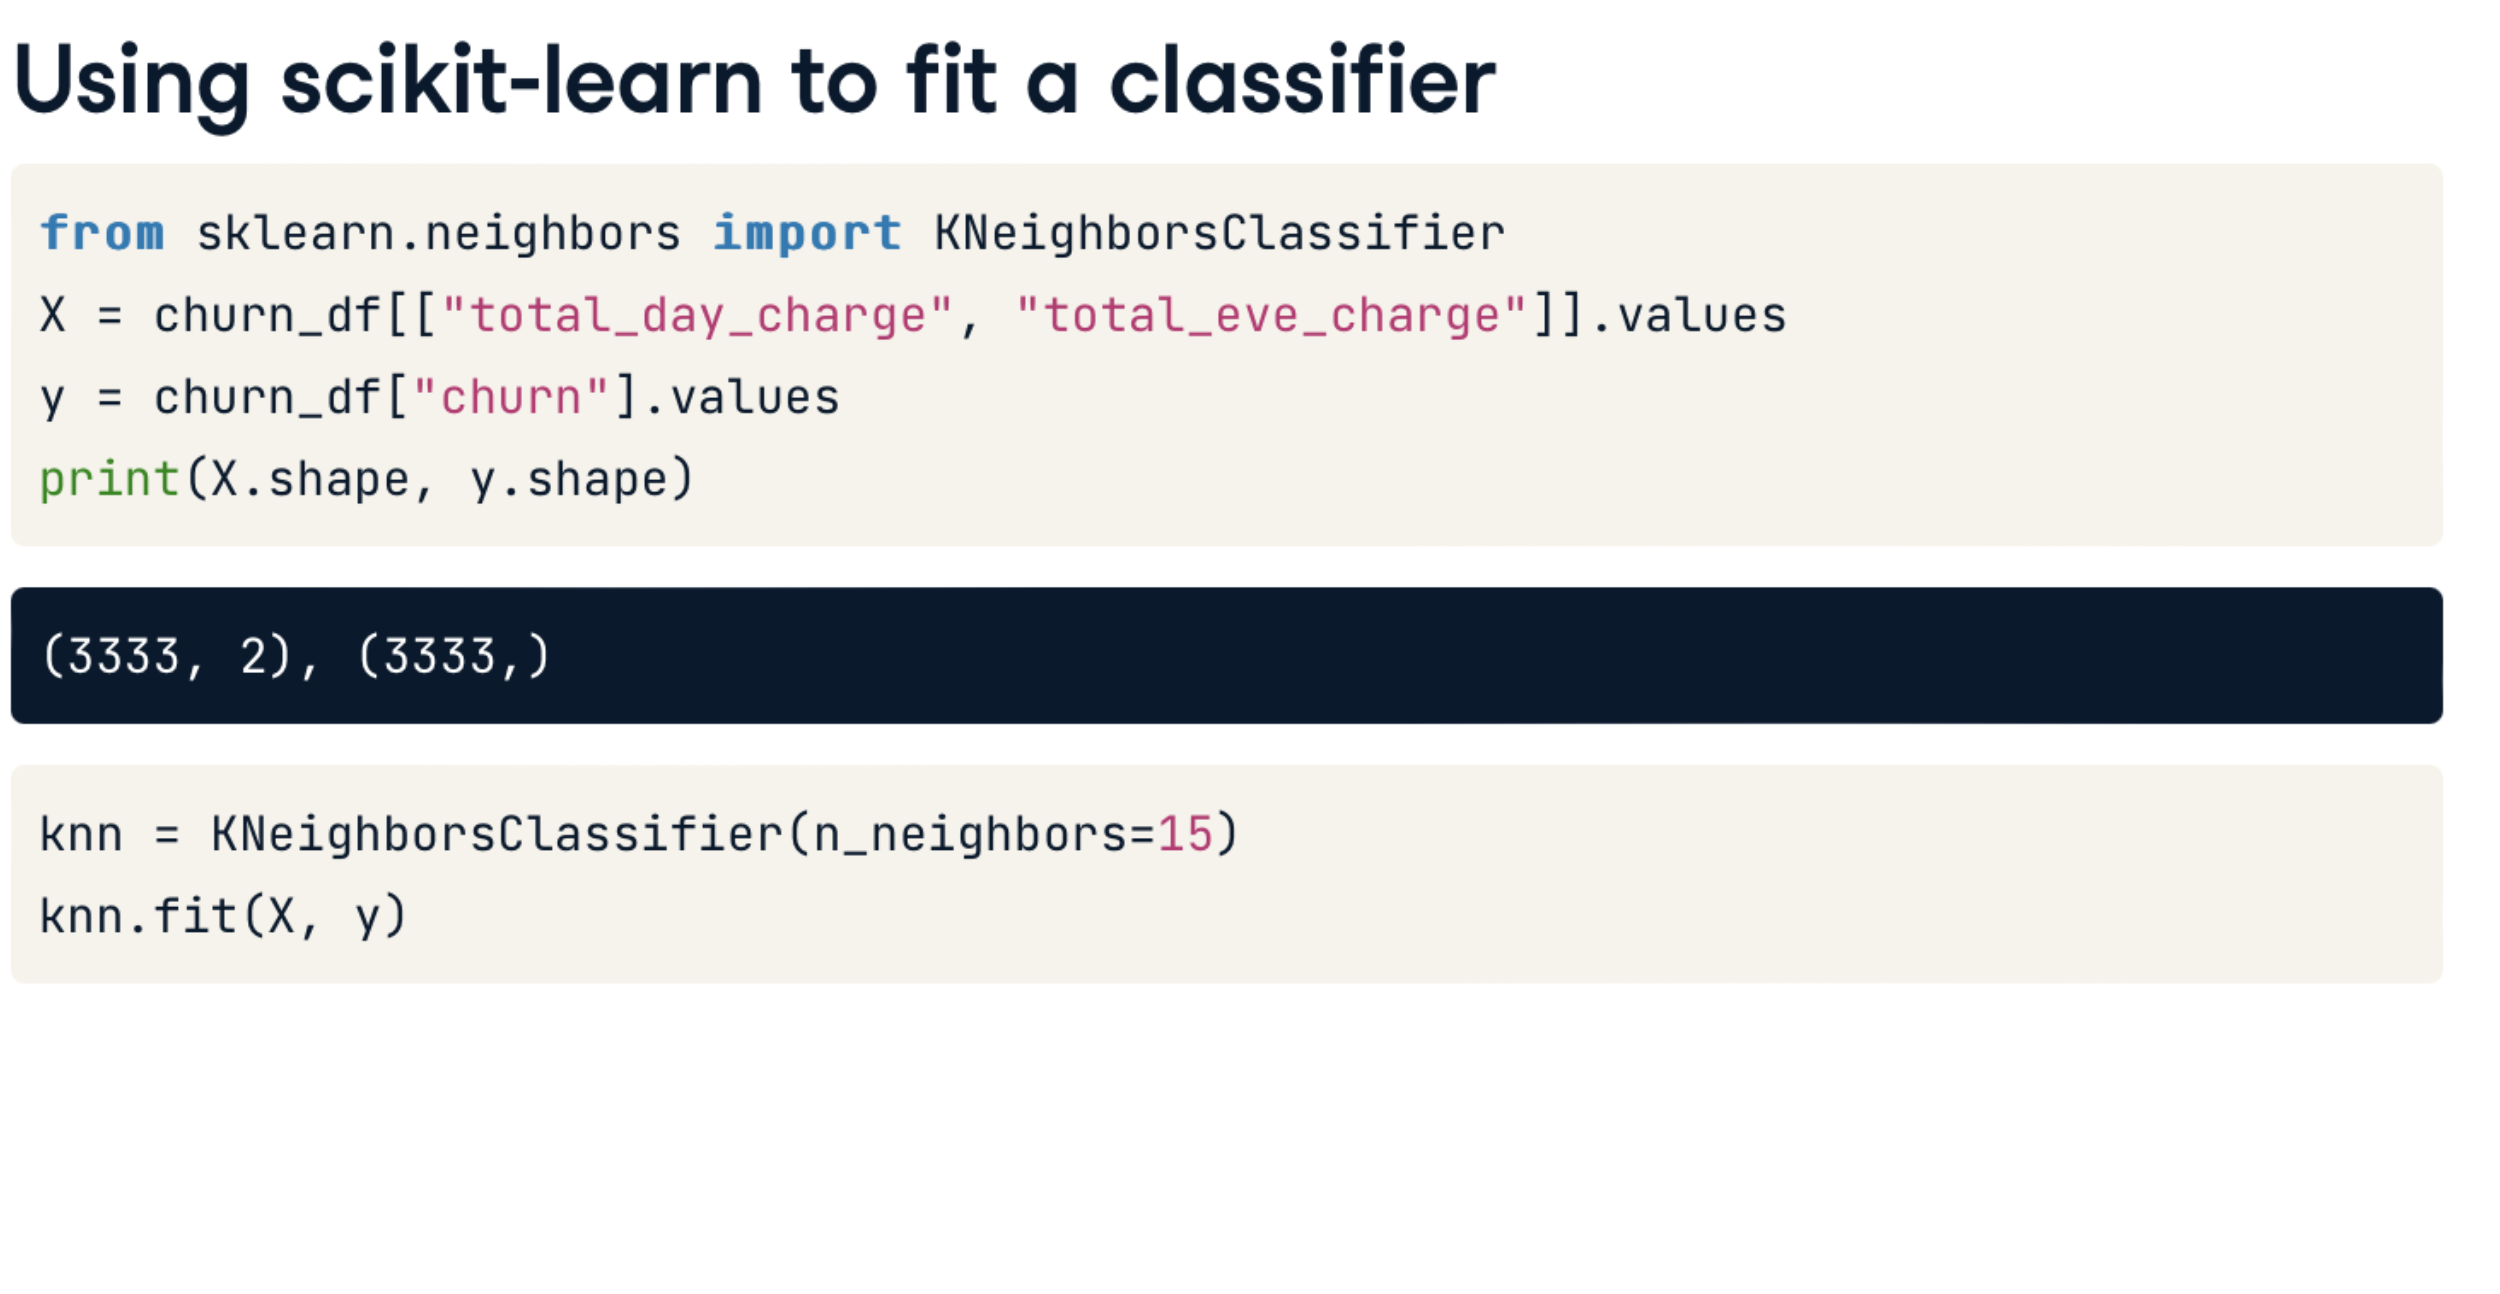 Using scikit-learn to fit a classifier
from sklearn.neighbors import KNeighborsClassifier
X = churn_df[["total_day_charge", "total_eve_charge"]].values
y = churn_df["churn"].values
print(X.shape, y.shape)
(3333, 2), (3333,)
knn = KNeighborsClassifier(n_neighbors=15)
knn.fit(X, y)